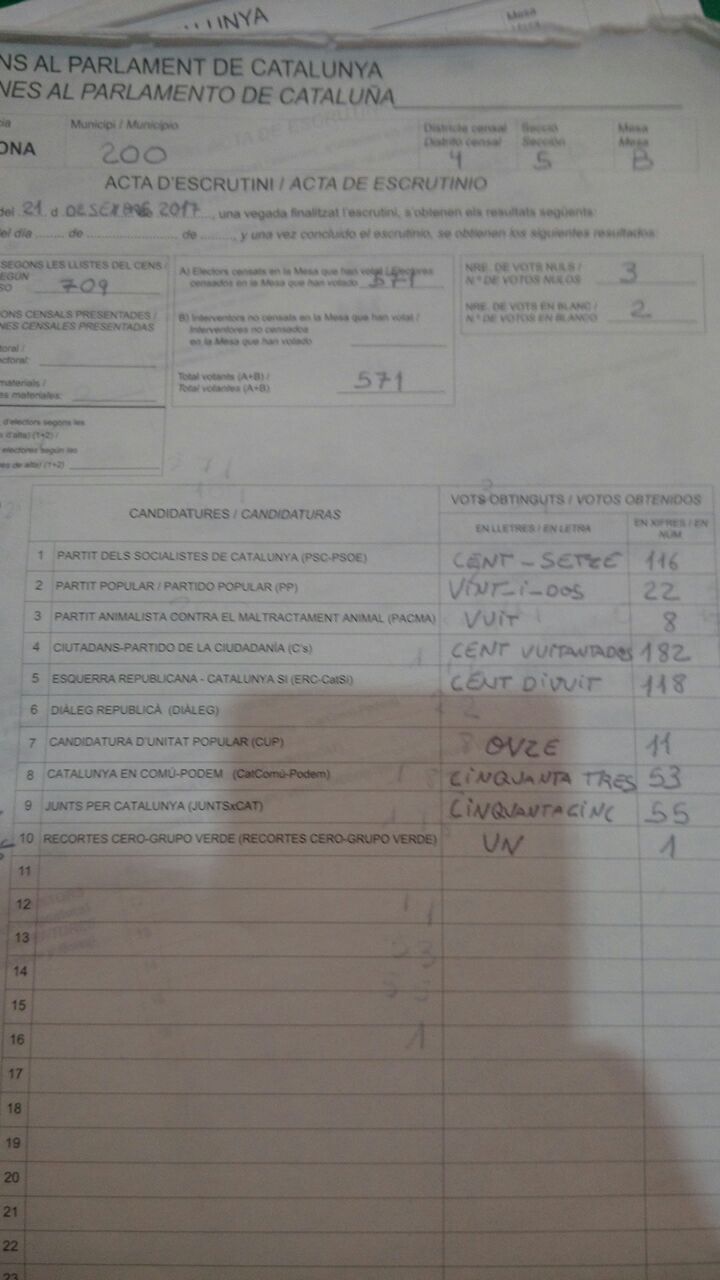 LUNYA
Mesa
NS AL PARLAMENT DE CATALUNYA
NES AL PARLAMENTO DE CATALUÑA
cia Municipi / Municipio Districte censal Secció Mesa
Distrito censal Sección Mesa
ONA 200 4 5 B
ACTA D'ESCRUTINI / ACTA DE ESCRUTINIO
del 21 d 2017, una vegada finalitzat l'escrutini, s'obtenen els resultats següents:
el día de de , y una vez concluido el escrutinio, se obtienen los siguientes resultados:
SEGONS LES LLISTES DEL CENS /
EGÚN
SO 709
ONS CENSALS PRESENTADES /
NES CENSALES PRESENTADAS
toral /
ctoral:
materials /
es materiales:
d'electors segons les
s d'alta) (1+2) /
electores según las
es de alta) (1+2)
A) Electors censats en la Mesa que han votat / Electores
censados en la Mesa que han votado 571
B) Interventors no censats en la Mesa que han votat /
Interventores no censados
en la Mesa que han votado
Total votants (A+B) /
Total votantes (A+B) 571
NRE. DE VOTS NULS /
N.º DE VOTOS NULOS 3
NRE. DE VOTS EN BLANC /
N.º DE VOTOS EN BLANCO 2
CANDIDATURES / CANDIDATURAS VOTS OBTINGUTS / VOTOS OBTENIDOS
EN LLETRES / EN LETRA EN XIFRES / EN NÚM
1 PARTIT DELS SOCIALISTES DE CATALUNYA (PSC-PSOE) CENT-SETZE 116
2 PARTIT POPULAR / PARTIDO POPULAR (PP) VINT-I-DOS 22
3 PARTIT ANIMALISTA CONTRA EL MALTRACTAMENT ANIMAL (PACMA) VUIT 8
4 CIUTADANS-PARTIDO DE LA CIUDADANÍA (C's) CENT VUITANTADOS 182
5 ESQUERRA REPUBLICANA - CATALUNYA SÍ (ERC-CatSí) CENT DIVUIT 118
6 DIÀLEG REPUBLICÀ (DIÀLEG)
7 CANDIDATURA D'UNITAT POPULAR (CUP) ONZE 11
8 CATALUNYA EN COMÚ-PODEM (CatComú-Podem) CINQUANTA TRES 53
9 JUNTS PER CATALUNYA (JUNTSxCAT) CINQUANTACINC 55
10 RECORTES CERO-GRUPO VERDE (RECORTES CERO-GRUPO VERDE) UN 1
11
12
13
14
15
16
17
18
19
20
21
22
23